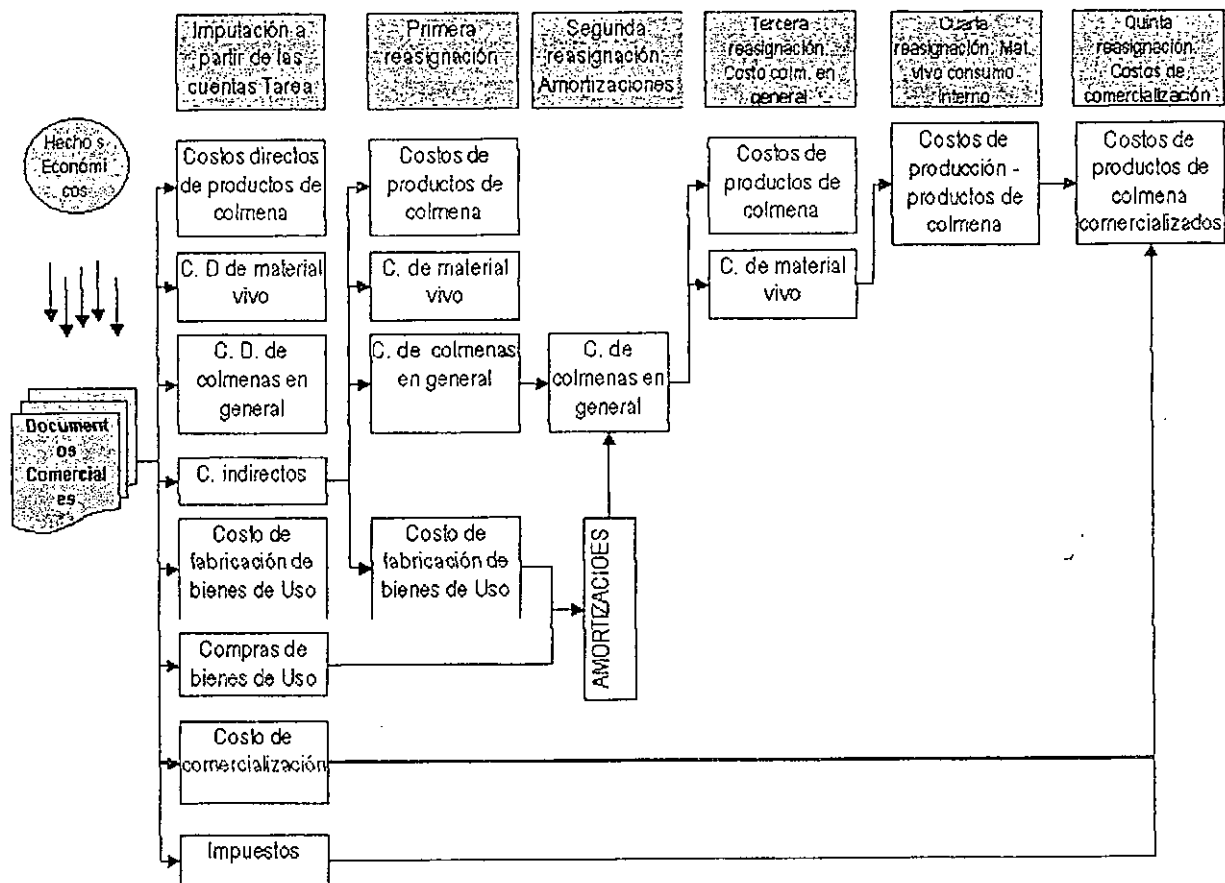 Imputación a
partir de las
cuentas Tarea
Primera
reasignación
Segunda
reasignación.
Amortizaciones
Tercera
reasignación.
Costo colm. en
general
Cuarta
reasignación. Mat.
vivo consumo
Interno
Quinta
reasignación.
Costos de
comercialización
Hecho s
Económi
cos
Costos directos
de productos de
colmena
Costos de
productos de
colmena
Costos de
productos de
colmena
Costos de
producción -
productos de
colmena
Costos de
productos de
colmena
comercializados
C. D de material
vivo
C. de material
vivo
C. de material
vivo
C. D. de
colmenas en
general
C. de colmenas
en general
C. de
colmenas en
general
Document
os
Comercial
es
C. indirectos
Costo de
fabricación de
bienes de Uso
Costo de
fabricación de
bienes de Uso
AMORTIZACIOES
Compras de
bienes de Uso
Costo de
comercialización
Impuestos